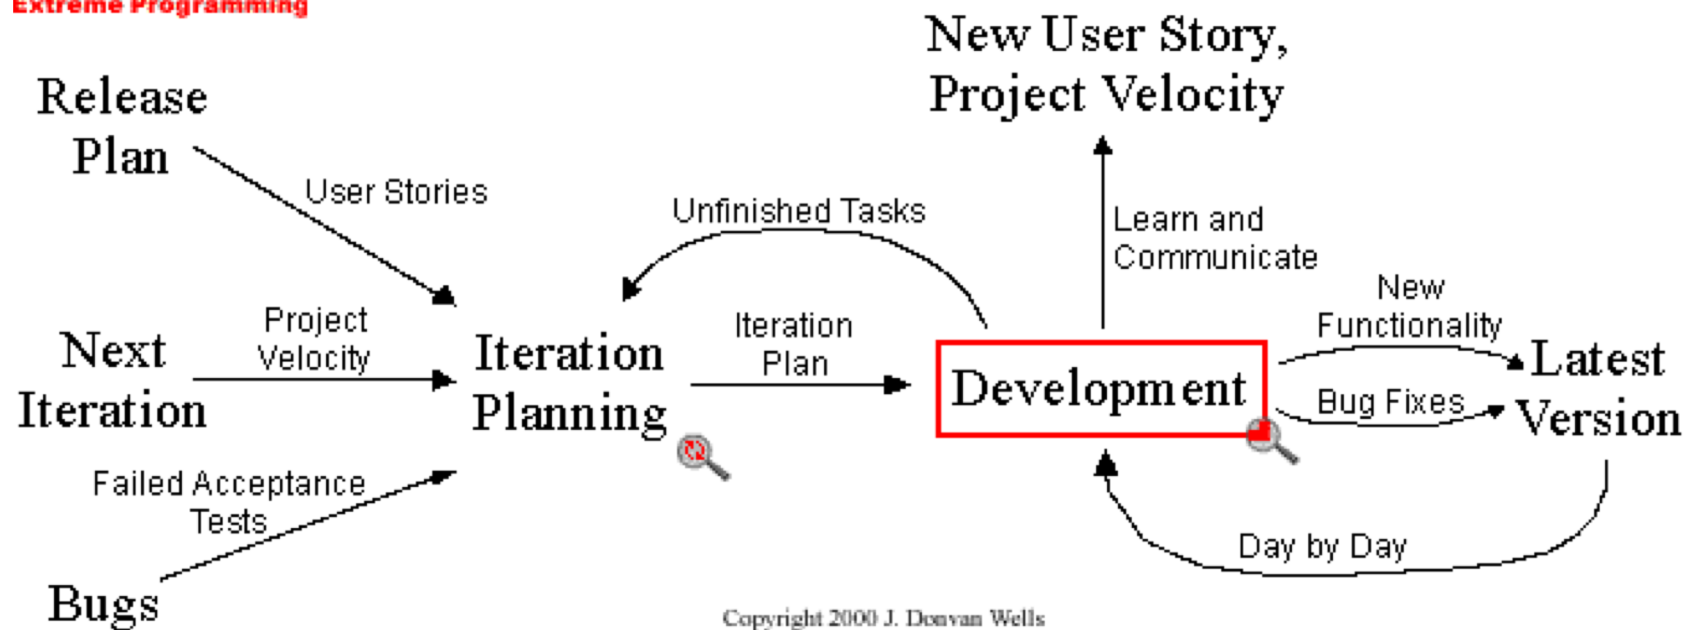 Extreme Programming
New User Story,
Project Velocity
Release
Plan
User Stories
Unfinished Tasks
Learn and
Communicate
New
Functionality
Project
Velocity
Next
Iteration
Iteration
Planning
Iteration
Plan
Development
Latest
Version
Bug Fixes
Failed Acceptance
Tests
Day by Day
Bugs
Copyright 2000 J. Donvan Wells